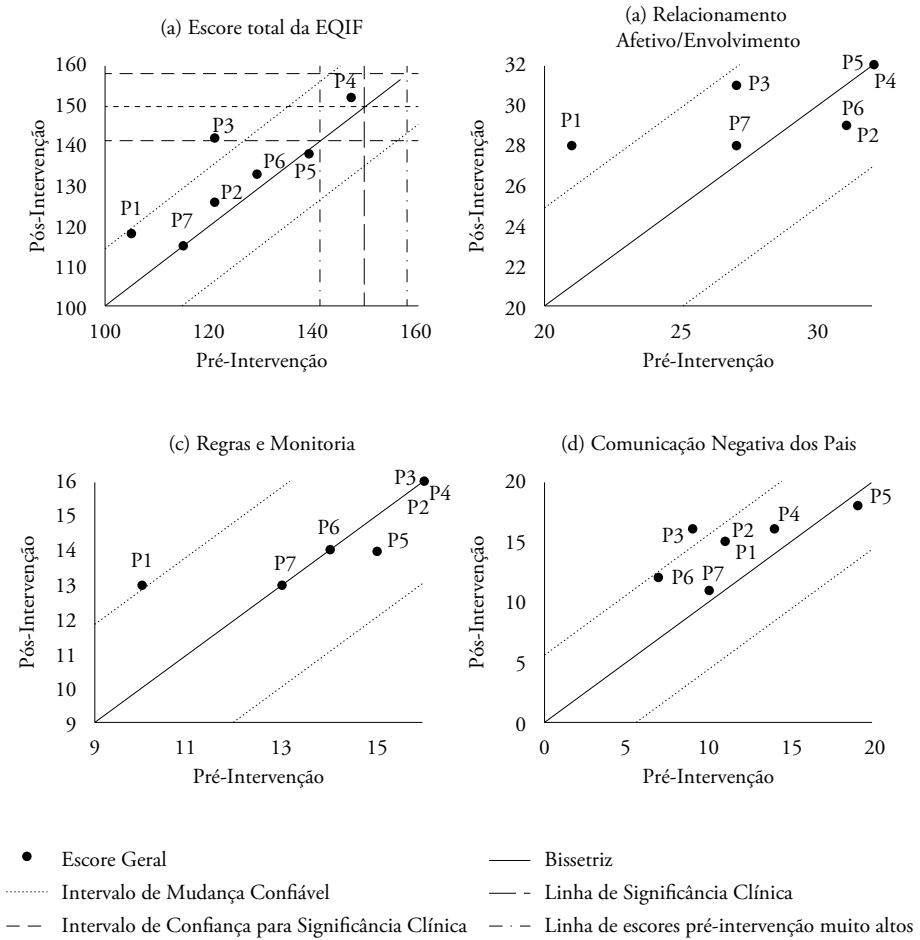 (a) Escore total da EQIF
Pós-Intervenção
160
150
140
130
120
110
100
P1
P7
P3
P2
P6
P5
P4
100
120
140
160
Pré-Intervenção
(a) Relacionamento
Afetivo/Envolvimento
Pós-Intervenção
32
30
28
26
24
22
20
P1
P3
P7
P5
P4
P6
P2
20
25
30
Pré-Intervenção
(c) Regras e Monitoria
Pós-Intervenção
16
15
14
13
12
11
10
9
P1
P7
P6
P5
P3
P4
P2
9
11
13
15
Pré-Intervenção
(d) Comunicação Negativa dos Pais
Pós-Intervenção
20
15
10
5
0
P3
P6
P7
P2
P1
P4
P5
0
5
10
15
20
Pré-Intervenção
Escore Geral
Bissetriz
Intervalo de Mudança Confiável
Linha de Significância Clínica
Intervalo de Confiança para Significância Clínica
Linha de escores pré-intervenção muito altos